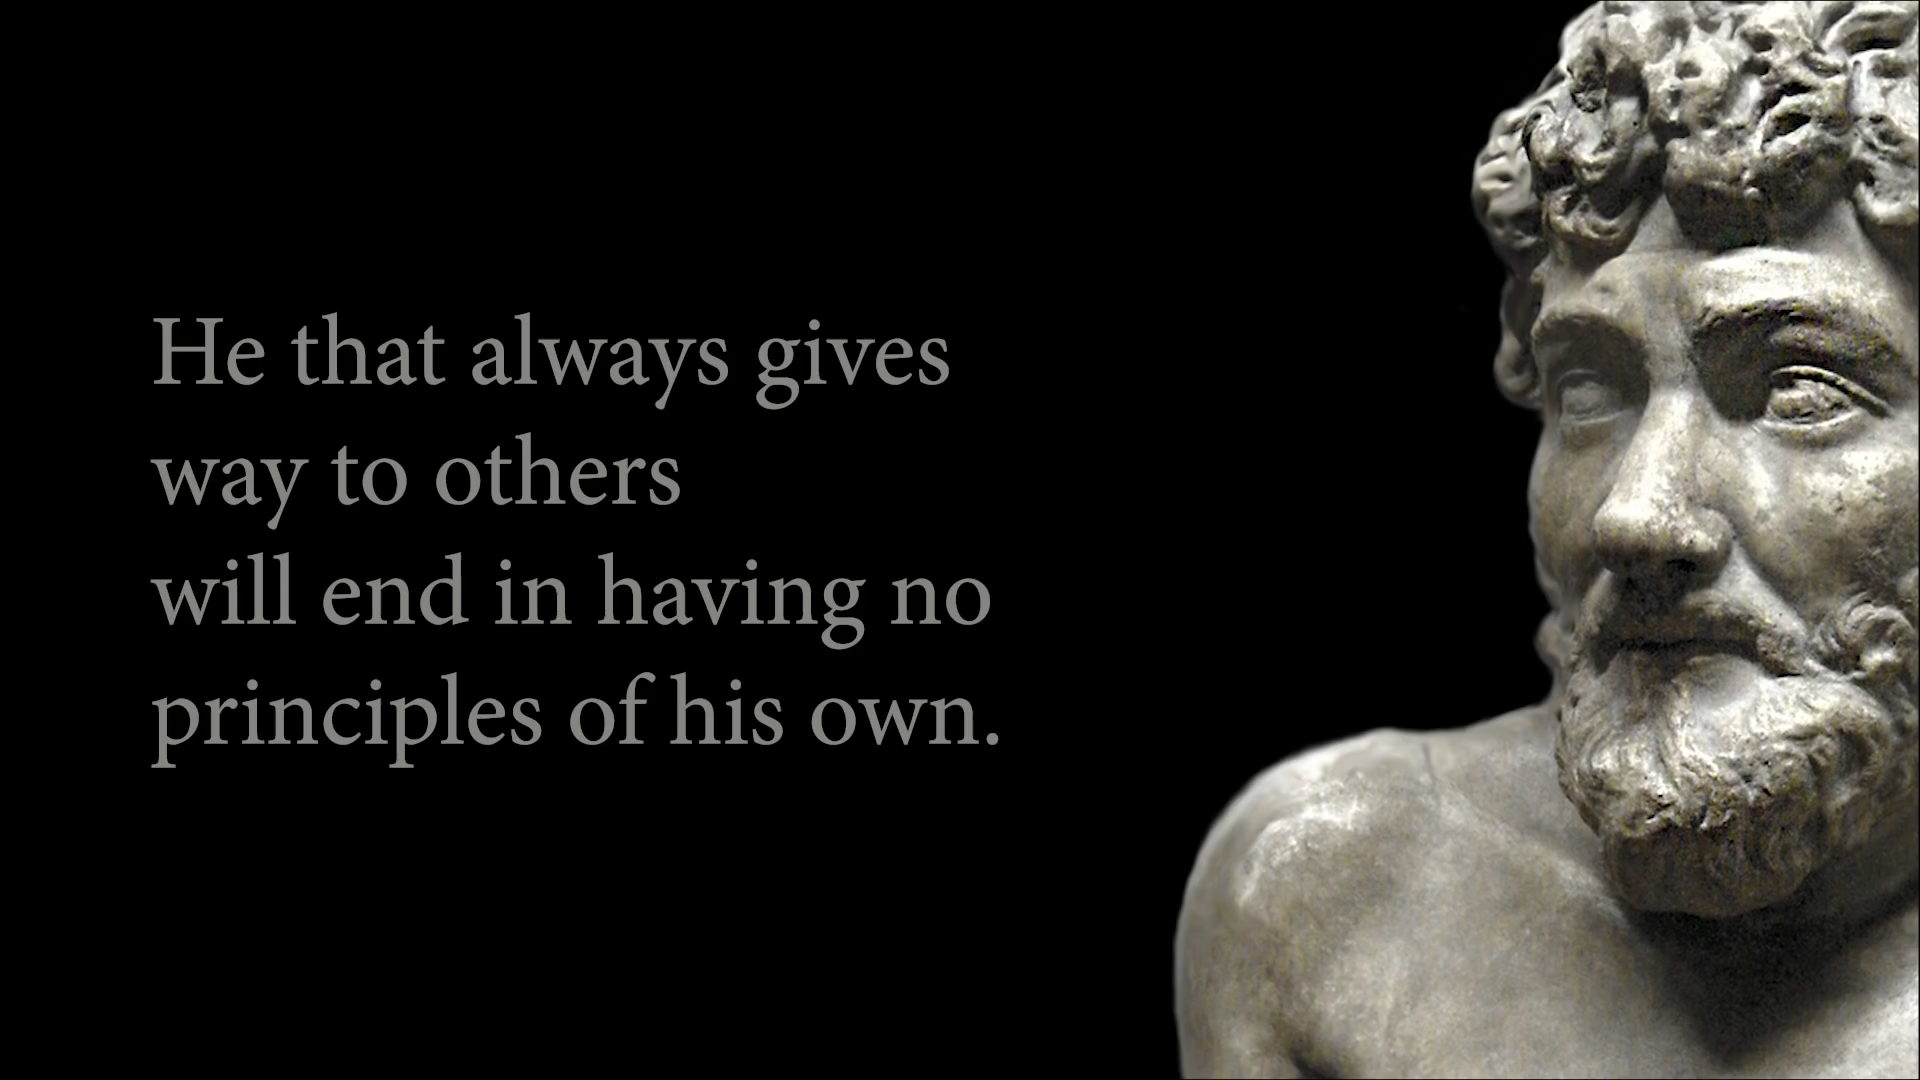 He that always gives
way to others
will end in having no
principles of his own.